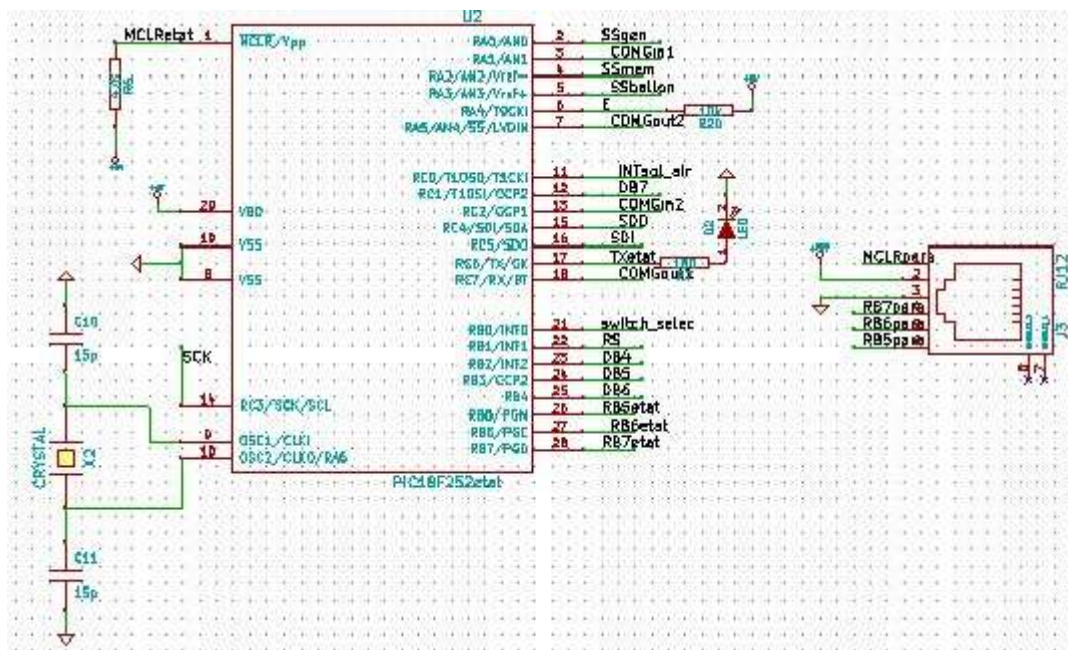 U2
MCLRetat 1 MCLR/Vpp
R6
20 VDD
19 VSS
8 VSS
C10
15p
SCK
14 RC3/SCK/SCL
9 OSC1/CLKI
10 OSC2/CLKO/RA6
CRYSTAL
X2
C11
15p
RA0/AN0 2 SSgen
RA1/AN1 3 COMGin1
RA2/AN2/Vref- 4 SSmem
RA3/AN3/Vref+ 5 SSballon
RA4/T0CKI 6 E
RA5/AN4/SS/LVDIN 7 COMGout2
10k
R20
RC0/T1OSO/T1CKI 11 INTsol_air
RC1/T1OSI/CCP2 12 DB7
RC2/CCP1 13 COMGin2
RC4/SDI/SDA 15 SDO
RC5/SDO 16 SDI
RC6/TX/CK 17 TXetat
RC7/RX/DT 18
LED
RB0/INT0 21 switch_selec
RB1/INT1 22 RS
RB2/INT2 23 DB4
RB3/CCP2 24 DB5
RB4 25 DB6
RB5/PGM 26 RB5etat
RB6/PGC 27 RB6etat
RB7/PGD 28 RB7etat
PIC18F252etat
MCLRpara
2
3
RB7para
RB6para
RB5para
RJ12
J3
7